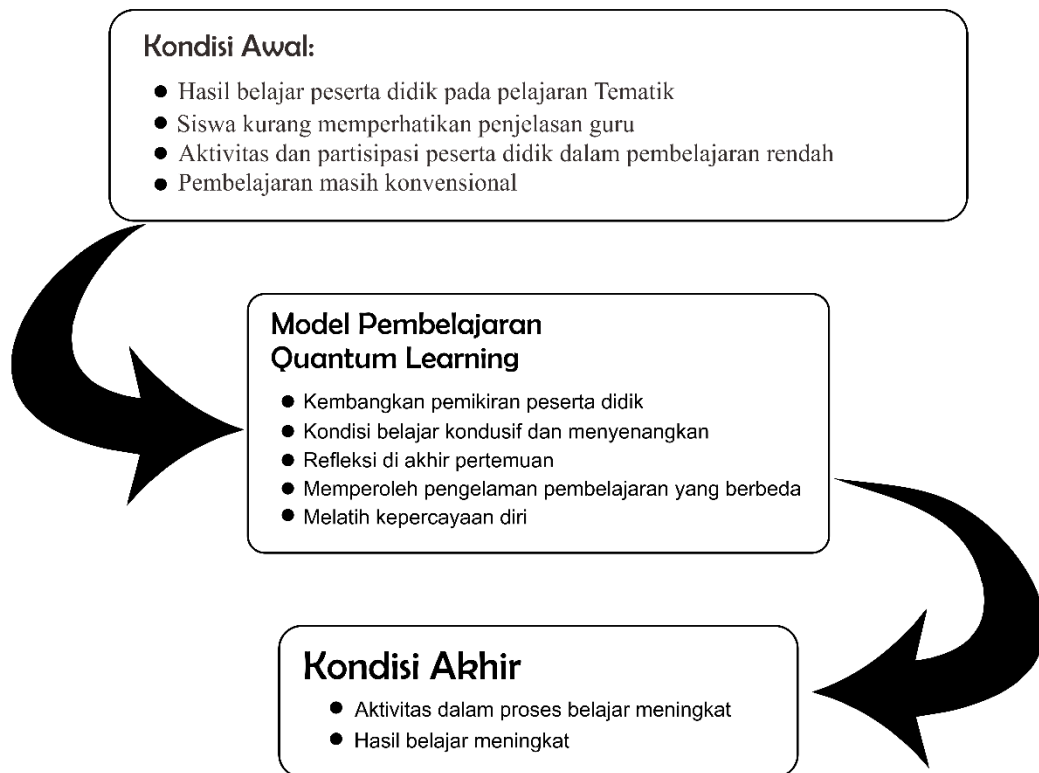 Kondisi Awal:
● Hasil belajar peserta didik pada pelajaran Tematik
● Siswa kurang memperhatikan penjelasan guru
● Aktivitas dan partisipasi peserta didik dalam pembelajaran rendah
● Pembelajaran masih konvensional
Model Pembelajaran
Quantum Learning
● Kembangkan pemikiran peserta didik
● Kondisi belajar kondusif dan menyenangkan
● Refleksi di akhir pertemuan
● Memperoleh pengelaman pembelajaran yang berbeda
● Melatih kepercayaan diri
Kondisi Akhir
● Aktivitas dalam proses belajar meningkat
● Hasil belajar meningkat